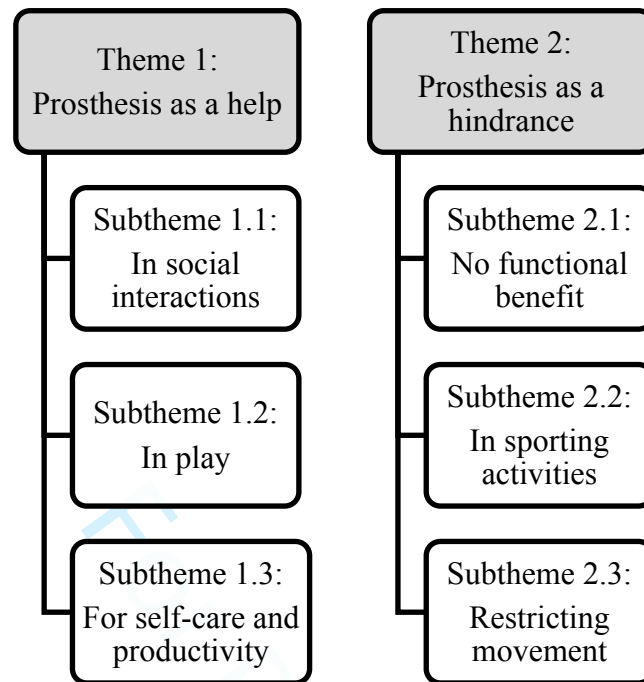 Theme 1:
Prosthesis as a help
Subtheme 1.1:
In social
interactions
Subtheme 1.2:
In play
Subtheme 1.3:
For self-care and
productivity
Theme 2:
Prosthesis as a
hindrance
Subtheme 2.1:
No functional
benefit
Subtheme 2.2:
In sporting
activities
Subtheme 2.3:
Restricting
movement